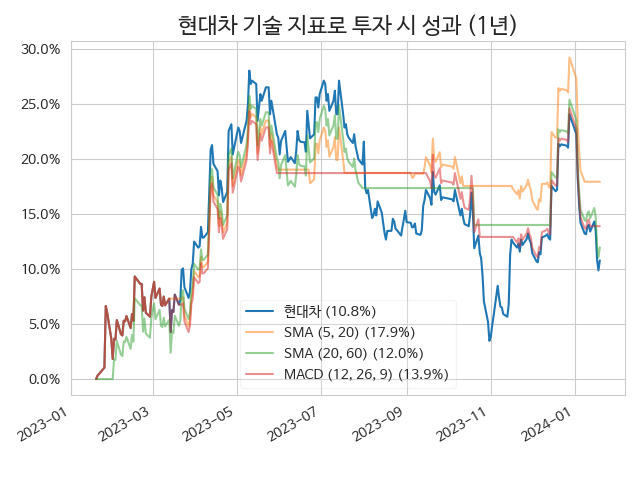 현대차 기술 지표로 투자 시 성과 (1년)
30.0%
25.0%
20.0%
15.0%
10.0%
5.0%
0.0%
현대차 (10.8%)
SMA (5, 20) (17.9%)
SMA (20, 60) (12.0%)
MACD (12, 26, 9) (13.9%)
2023-01
2023-03
2023-05
2023-07
2023-09
2023-11
2024-01